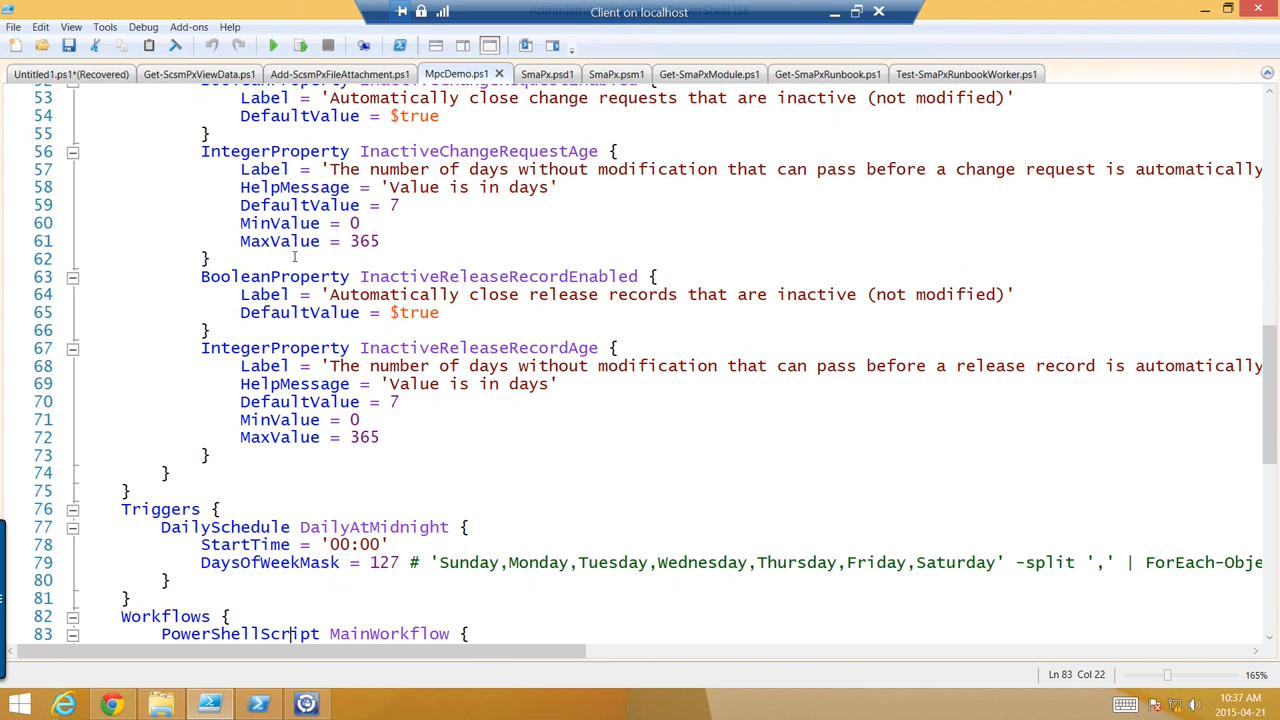 Client on localhost
File Edit View Tools Debug Add-ons Help
Untitled1.ps1*(Recovered) Get-ScsmPxViewData.ps1 Add-ScsmPxFileAttachment.ps1 MpcDemo.ps1 SmaPx.psd1 SmaPx.psm1 Get-SmaPxModule.ps1 Get-SmaPxRunbook.ps1 Test-SmaPxRunbookWorker.ps1
52 BooleanProperty InactiveChangeRequestEnabled {
53 Label = 'Automatically close change requests that are inactive (not modified)'
54 DefaultValue = $true
55 }
56 IntegerProperty InactiveChangeRequestAge {
57 Label = 'The number of days without modification that can pass before a change request is automatically
58 HelpMessage = 'Value is in days'
59 DefaultValue = 7
60 MinValue = 0
61 MaxValue = 365
62 }
63 BooleanProperty InactiveReleaseRecordEnabled {
64 Label = 'Automatically close release records that are inactive (not modified)'
65 DefaultValue = $true
66 }
67 IntegerProperty InactiveReleaseRecordAge {
68 Label = 'The number of days without modification that can pass before a release record is automatically
69 HelpMessage = 'Value is in days'
70 DefaultValue = 7
71 MinValue = 0
72 MaxValue = 365
73 }
74 }
75 }
76 Triggers {
77 DailySchedule DailyAtMidnight {
78 StartTime = '00:00'
79 DaysOfWeekMask = 127 # 'Sunday,Monday,Tuesday,Wednesday,Thursday,Friday,Saturday' -split ',' | ForEach-Obje
80 }
81 }
82 Workflows {
83 PowerShellScript MainWorkflow {
Ln 83 Col 22 165%
10:37 AM
2015-04-21